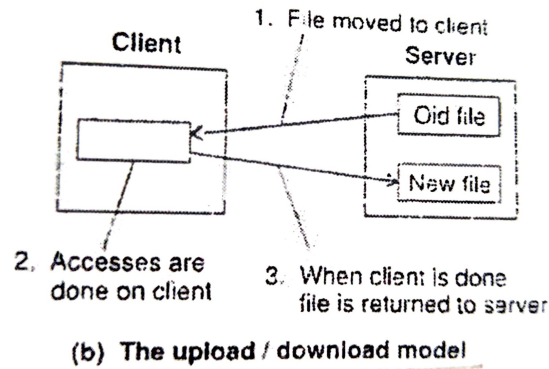 1. File moved to client
Client
Server
Oid file
New file
2. Accesses are
done on client
3. When client is done
file is returned to server
(b) The upload / download model